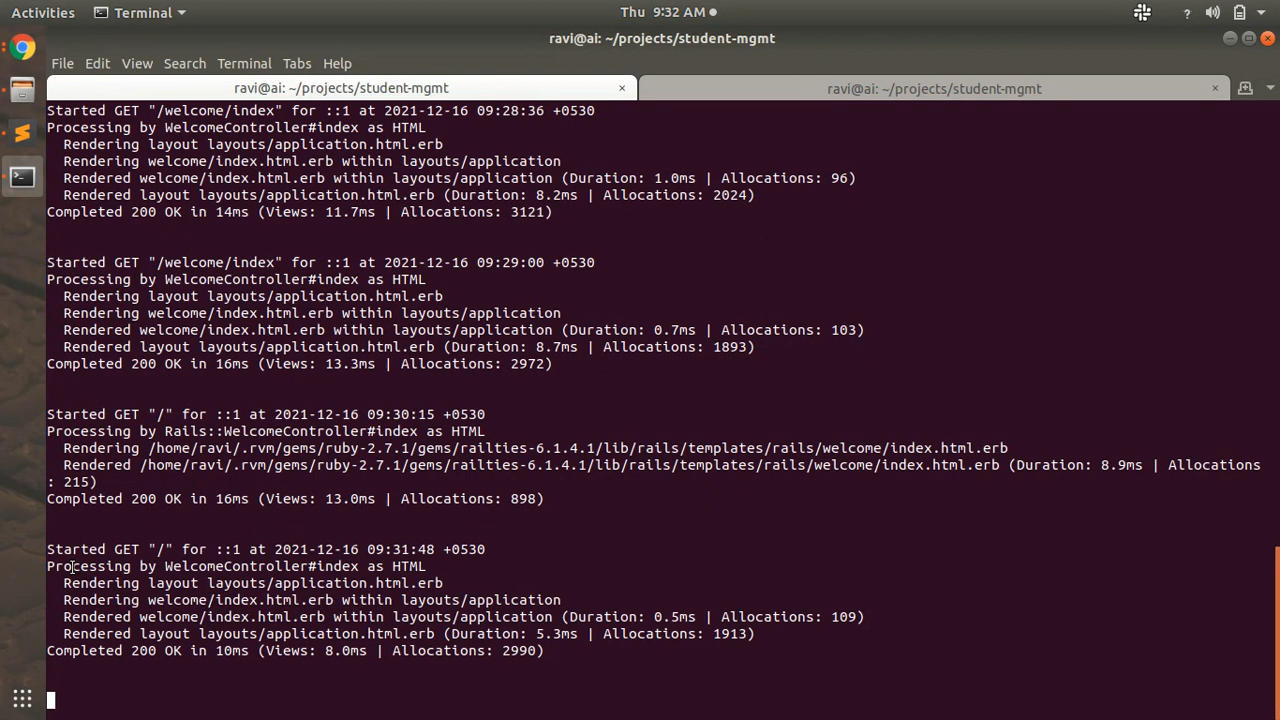 Activities Terminal Thu 9:32 AM
ravi@ai: ~/projects/student-mgmt
File Edit View Search Terminal Tabs Help
ravi@ai: ~/projects/student-mgmt × ravi@ai: ~/projects/student-mgmt ×
Started GET "/welcome/index" for ::1 at 2021-12-16 09:28:36 +0530
Processing by WelcomeController#index as HTML
  Rendering layout layouts/application.html.erb
  Rendering welcome/index.html.erb within layouts/application
  Rendered welcome/index.html.erb within layouts/application (Duration: 1.0ms | Allocations: 96)
  Rendered layout layouts/application.html.erb (Duration: 8.2ms | Allocations: 2024)
Completed 200 OK in 14ms (Views: 11.7ms | Allocations: 3121)
Started GET "/welcome/index" for ::1 at 2021-12-16 09:29:00 +0530
Processing by WelcomeController#index as HTML
  Rendering layout layouts/application.html.erb
  Rendering welcome/index.html.erb within layouts/application
  Rendered welcome/index.html.erb within layouts/application (Duration: 0.7ms | Allocations: 103)
  Rendered layout layouts/application.html.erb (Duration: 8.7ms | Allocations: 1893)
Completed 200 OK in 16ms (Views: 13.3ms | Allocations: 2972)
Started GET "/" for ::1 at 2021-12-16 09:30:15 +0530
Processing by Rails::WelcomeController#index as HTML
  Rendering /home/ravi/.rvm/gems/ruby-2.7.1/gems/railties-6.1.4.1/lib/rails/templates/rails/welcome/index.html.erb
  Rendered /home/ravi/.rvm/gems/ruby-2.7.1/gems/railties-6.1.4.1/lib/rails/templates/rails/welcome/index.html.erb (Duration: 8.9ms | Allocations
: 215)
Completed 200 OK in 16ms (Views: 13.0ms | Allocations: 898)
Started GET "/" for ::1 at 2021-12-16 09:31:48 +0530
Processing by WelcomeController#index as HTML
  Rendering layout layouts/application.html.erb
  Rendering welcome/index.html.erb within layouts/application
  Rendered welcome/index.html.erb within layouts/application (Duration: 0.5ms | Allocations: 109)
  Rendered layout layouts/application.html.erb (Duration: 5.3ms | Allocations: 1913)
Completed 200 OK in 10ms (Views: 8.0ms | Allocations: 2990)